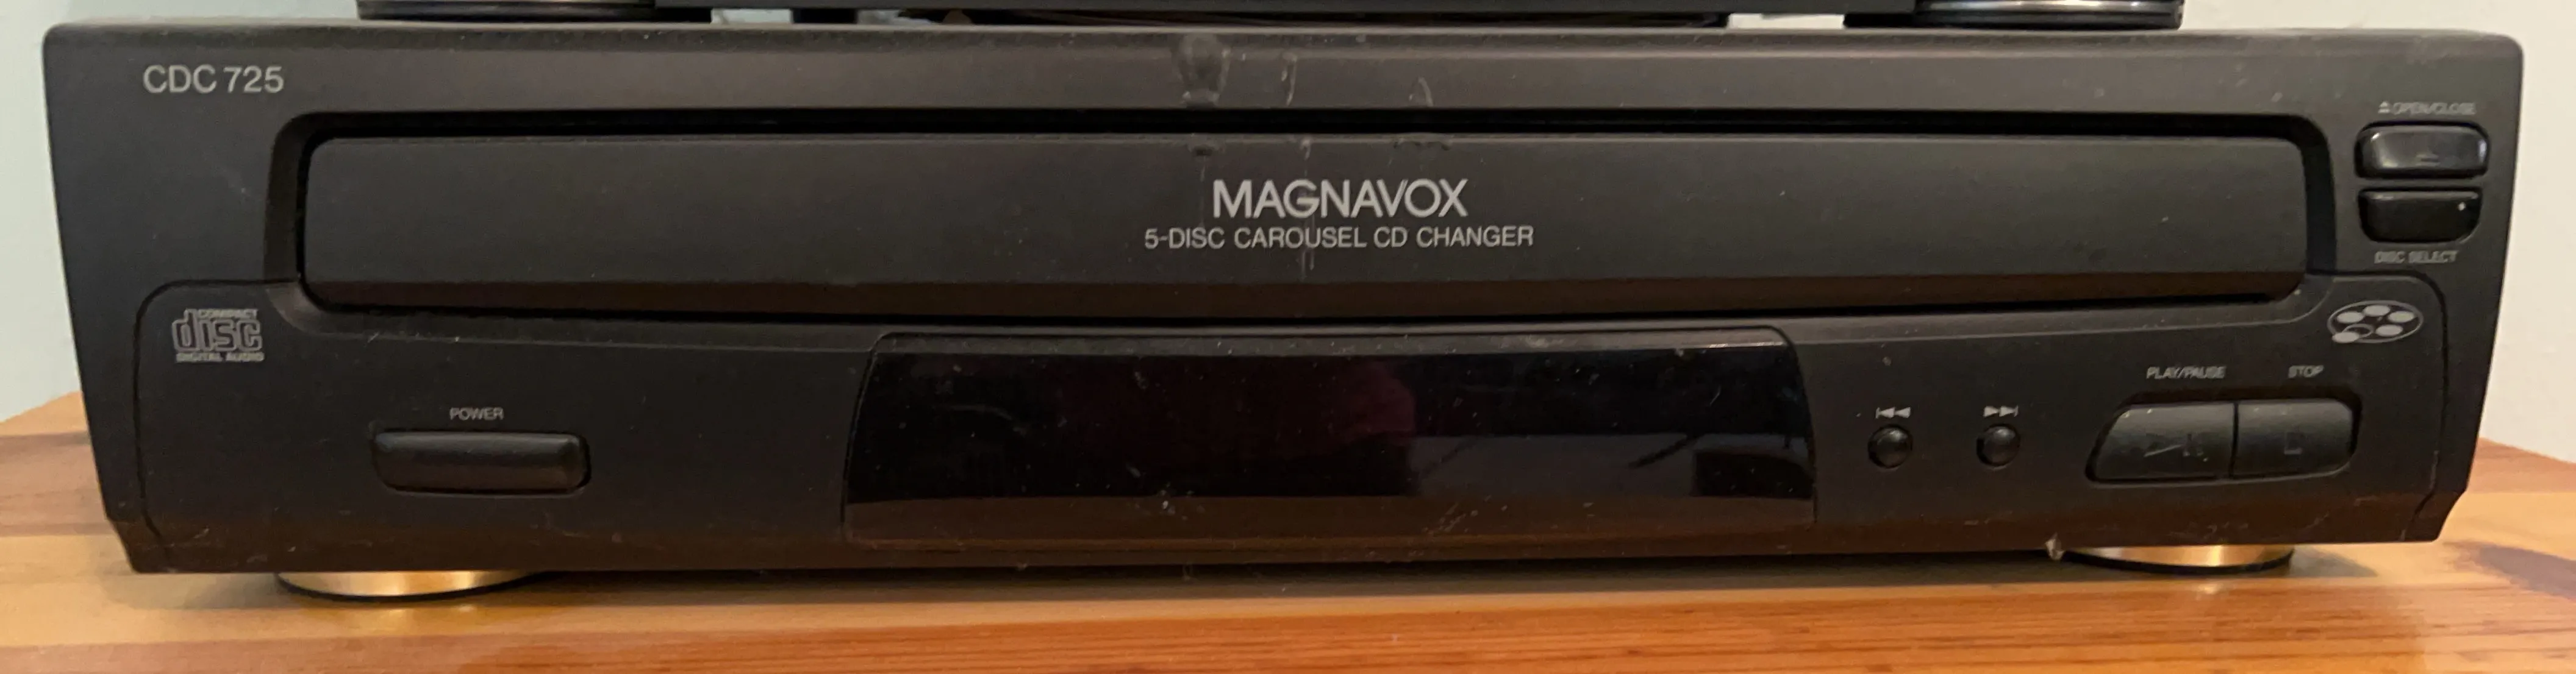 CDC 725
OPEN/CLOSE
MAGNAVOX
5-DISC CAROUSEL CD CHANGER
DISC SELECT
COMPACT
disc
DIGITAL AUDIO
POWER
PLAY/PAUSE
STOP